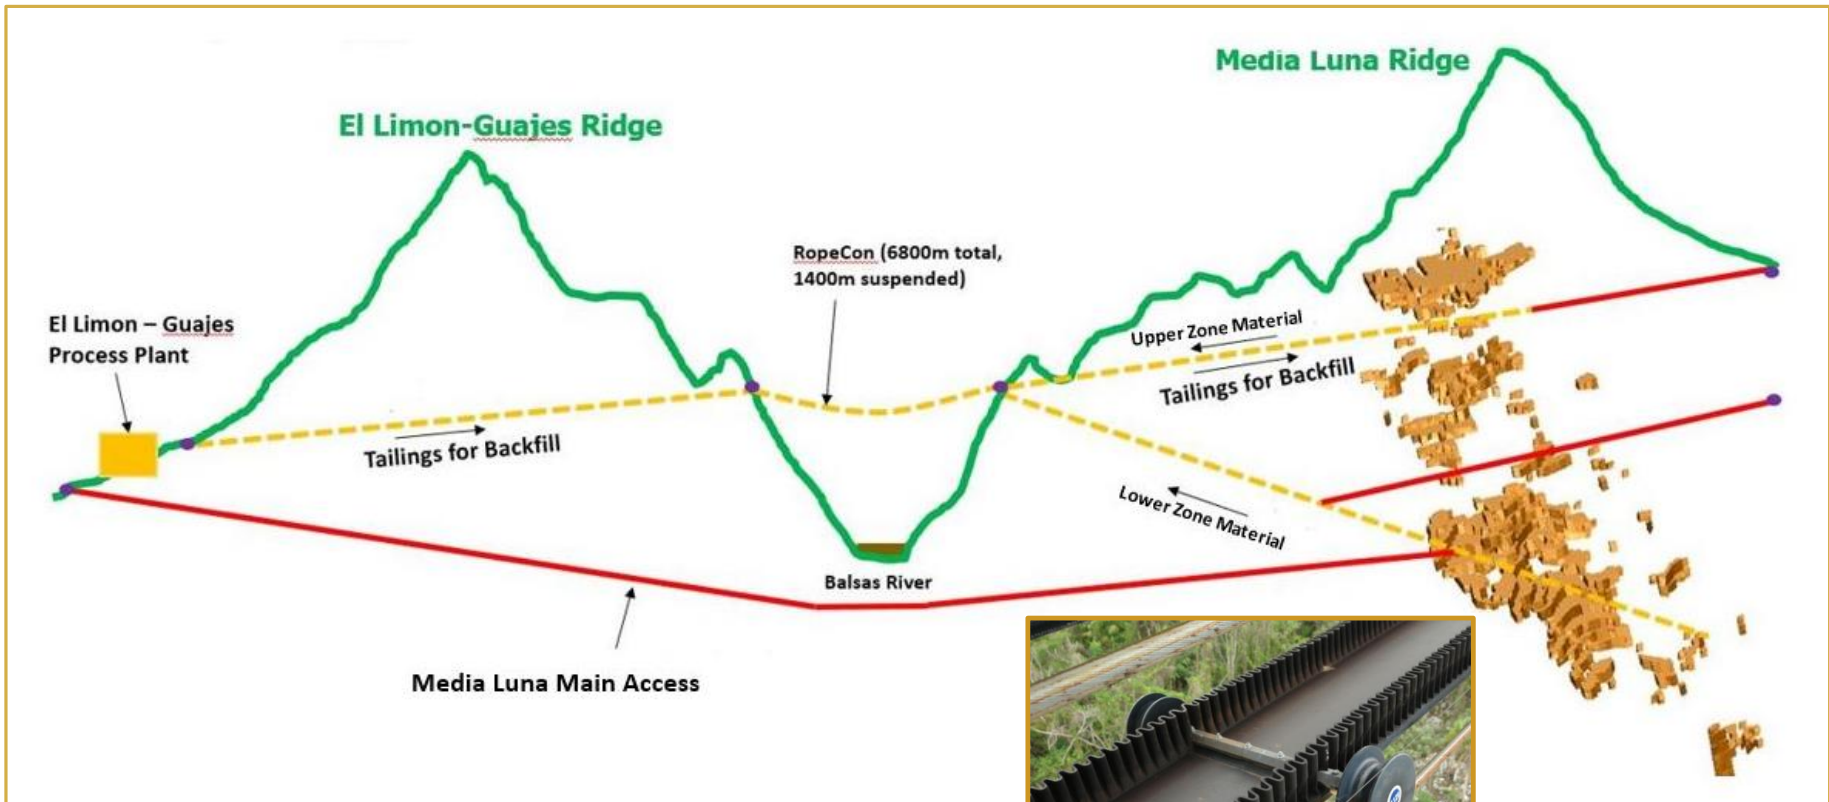 Media Luna Ridge
El Limon-Guajes Ridge
RopeCon (6800m total,
1400m suspended)
El Limon – Guajes
Process Plant
Upper Zone Material
Tailings for Backfill
Tailings for Backfill
Lower Zone Material
Balsas River
Media Luna Main Access